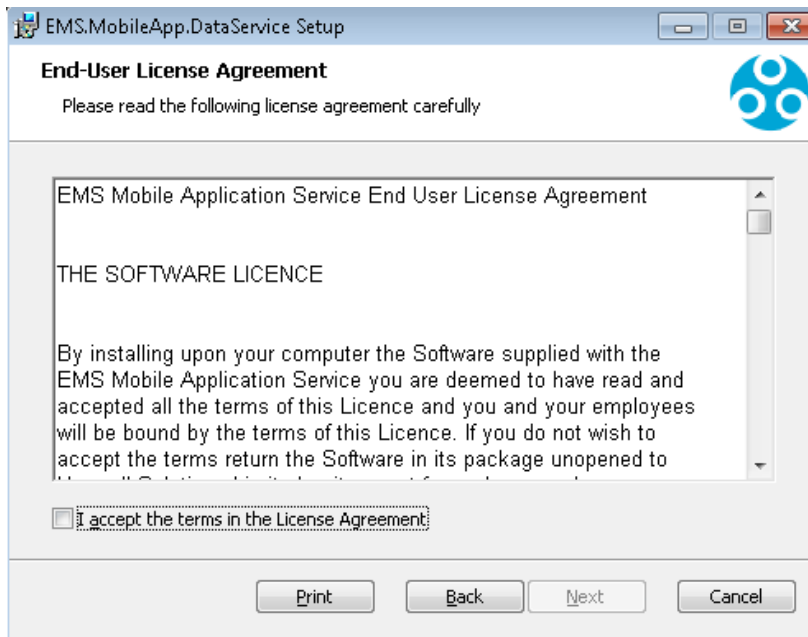 EMS.MobileApp.DataService Setup
End-User License Agreement
Please read the following license agreement carefully
EMS Mobile Application Service End User License Agreement
THE SOFTWARE LICENCE
By installing upon your computer the Software supplied with the
EMS Mobile Application Service you are deemed to have read and
accepted all the terms of this Licence and you and your employees
will be bound by the terms of this Licence. If you do not wish to
accept the terms return the Software in its package unopened to
I accept the terms in the License Agreement
Print
Back
Next
Cancel